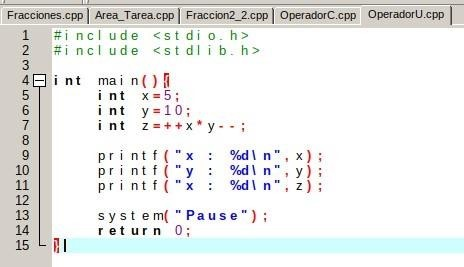 Fracciones.cpp Area_Tarea.cpp Fraccion2_2.cpp OperadorC.cpp OperadorU.cpp
1 #include <stdio.h>
2 #include <stdlib.h>
3
4 int main(){
5 int x=5;
6 int y=10;
7 int z=++x*y--;
8
9 printf("x : %d\n",x);
10 printf("y : %d\n",y);
11 printf("x : %d\n",z);
12
13 system("Pause");
14 return 0;
15 }